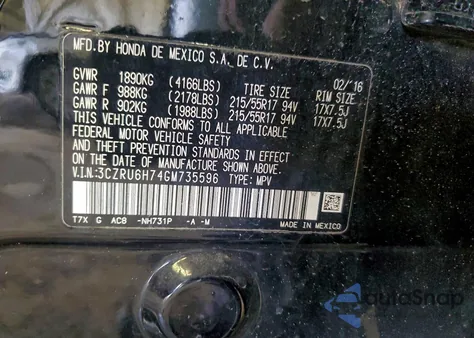 MFD.BY HONDA DE MEXICO S.A. DE C.V.
02/'16
GVWR 1890KG (4166LBS) TIRE SIZE RIM SIZE
GAWR F 988KG (2178LBS) 215/55R17 94V 17X7.5J
GAWR R 902KG (1988LBS) 215/55R17 94V 17X7.5J
THIS VEHICLE CONFORMS TO ALL APPLICABLE
FEDERAL MOTOR VEHICLE SAFETY, BUMPER,
AND THEFT PREVENTION STANDARDS IN EFFECT
ON THE DATE OF MANUFACTURE SHOWN ABOVE.
V.I.N:3CZRU6H74GM735596 TYPE: MPV
T7X G AC8 -NH731P -A -M MADE IN MEXICO
autoSnap